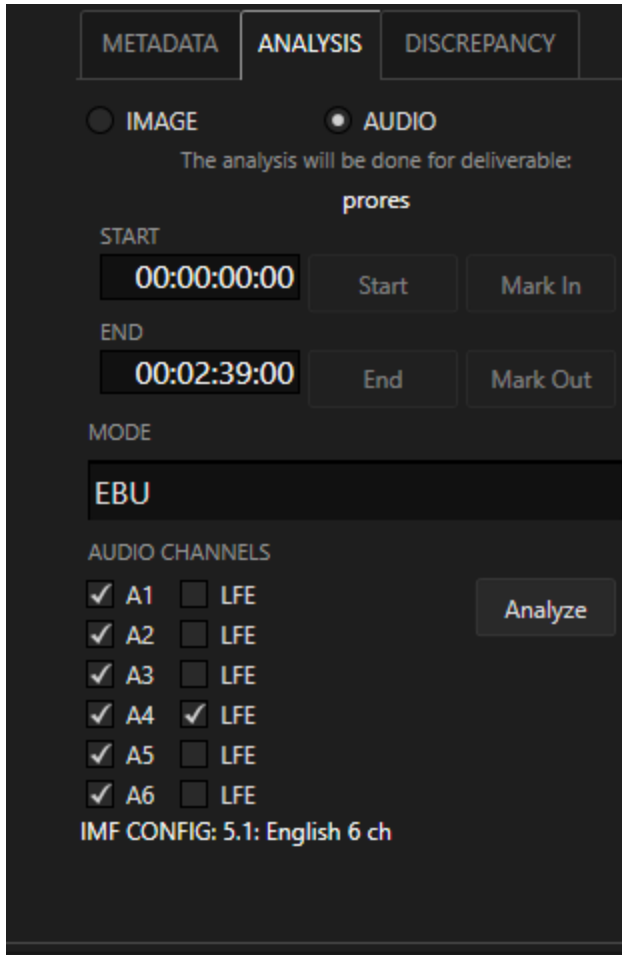 METADATA ANALYSIS DISCREPANCY
IMAGE AUDIO
The analysis will be done for deliverable:
prores
START
00:00:00:00 Start Mark In
END
00:02:39:00 End Mark Out
MODE
EBU
AUDIO CHANNELS
A1 LFE Analyze
A2 LFE
A3 LFE
A4 LFE
A5 LFE
A6 LFE
IMF CONFIG: 5.1: English 6 ch